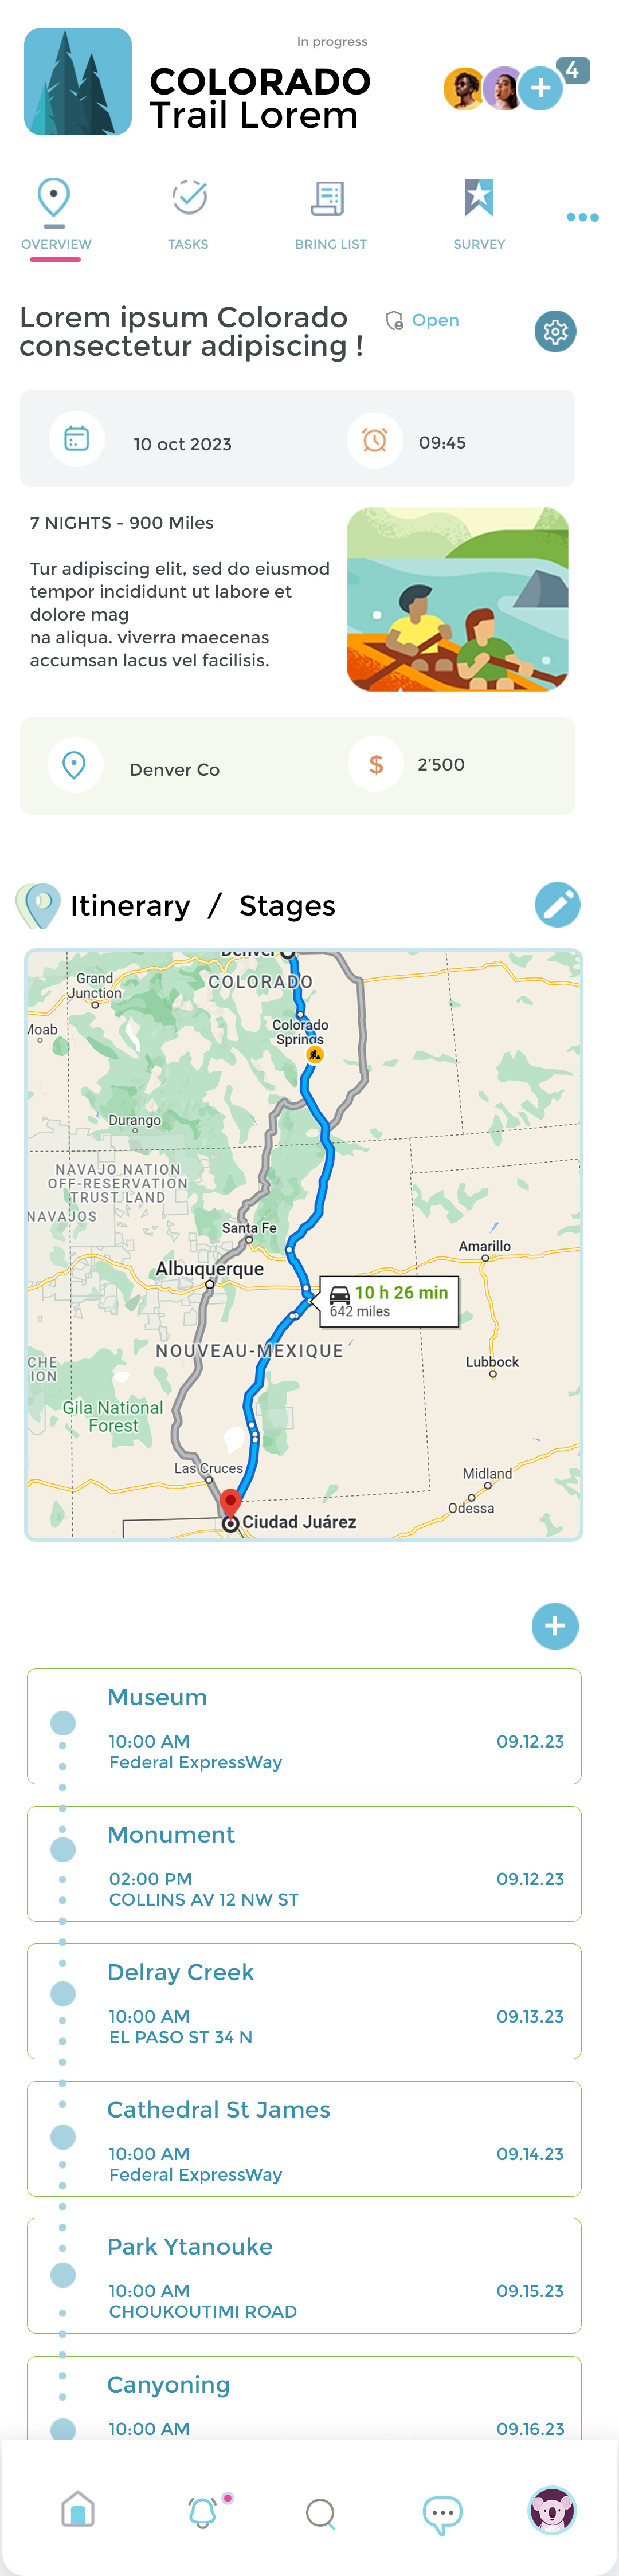 In progress
COLORADO
Trail Lorem
4
OVERVIEW
TASKS
BRING LIST
SURVEY
Lorem ipsum Colorado
consectetur adipiscing !
Open
10 oct 2023
09:45
7 NIGHTS - 900 Miles
Tur adipiscing elit, sed do eiusmod
tempor incididunt ut labore et
dolore mag
na aliqua. viverra maecenas
accumsan lacus vel facilisis.
Denver Co
$
2'500
Itinerary / Stages
Denver
COLORADO
Grand
Junction
Moab
Colorado
Springs
Durango
NAVAJO NATION
OFF-RESERVATION
TRUST LAND
NAVAJOS
Santa Fe
Amarillo
Albuquerque
10 h 26 min
642 miles
NOUVEAU-MEXIQUE
CHE
ION
Lubbock
Gila National
Forest
Las Cruces
Midland
Odessa
Ciudad Juárez
Museum
10:00 AM
09.12.23
Federal ExpressWay
Monument
02:00 PM
09.12.23
COLLINS AV 12 NW ST
Delray Creek
10:00 AM
09.13.23
EL PASO ST 34 N
Cathedral St James
10:00 AM
09.14.23
Federal ExpressWay
Park Ytanouke
10:00 AM
09.15.23
CHOUKOUTIMI ROAD
Canyoning
10:00 AM
09.16.23